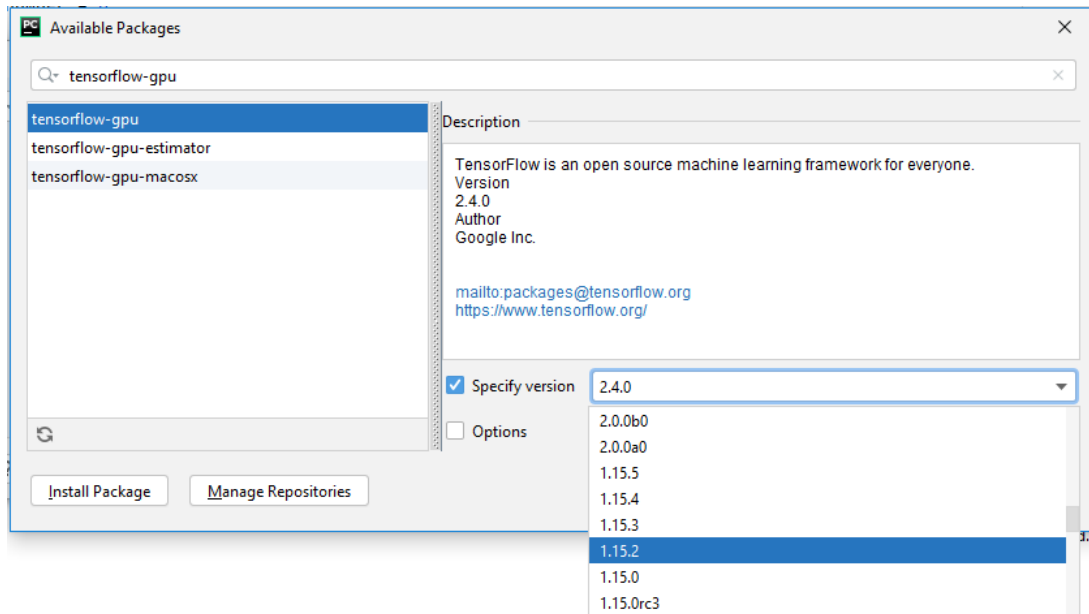 PC Available Packages
tensorflow-gpu
tensorflow-gpu
tensorflow-gpu-estimator
tensorflow-gpu-macosx
Description
TensorFlow is an open source machine learning framework for everyone.
Version
2.4.0
Author
Google Inc.
mailto:packages@tensorflow.org
https://www.tensorflow.org/
Specify version 2.4.0
Options
2.0.0b0
2.0.0a0
1.15.5
1.15.4
1.15.3
1.15.2
1.15.0
1.15.0rc3
Install Package Manage Repositories